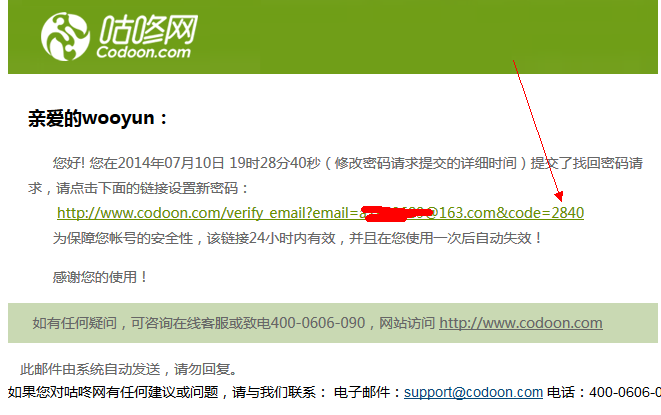 咕咚网
Codoon.com
亲爱的wooyun：
您好! 您在2014年07月10日 19时28分40秒（修改密码请求提交的详细时间）提交了找回密码请
求，请点击下面的链接设置新密码：
http://www.codoon.com/verify_email?email=@163.com&code=2840
为保障您帐号的安全性，该链接24小时内有效，并且在您使用一次后自动失效！
感谢您的使用！
如有任何疑问，可咨询在线客服或致电400-0606-090，网站访问 http://www.codoon.com
此邮件由系统自动发送，请勿回复。
如果您对咕咚网有任何建议或问题，请与我们联系： 电子邮件：support@codoon.com 电话：400-0606-0